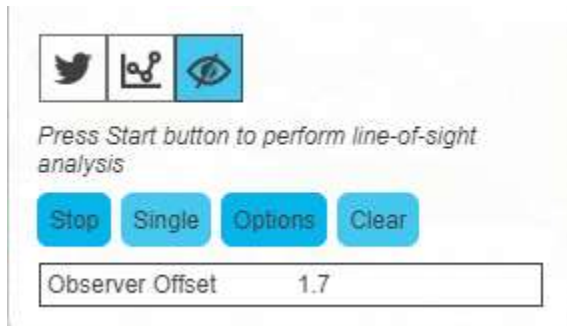 Press Start button to perform line-of-sight
analysis
Stop Single Options Clear
Observer Offset 1.7